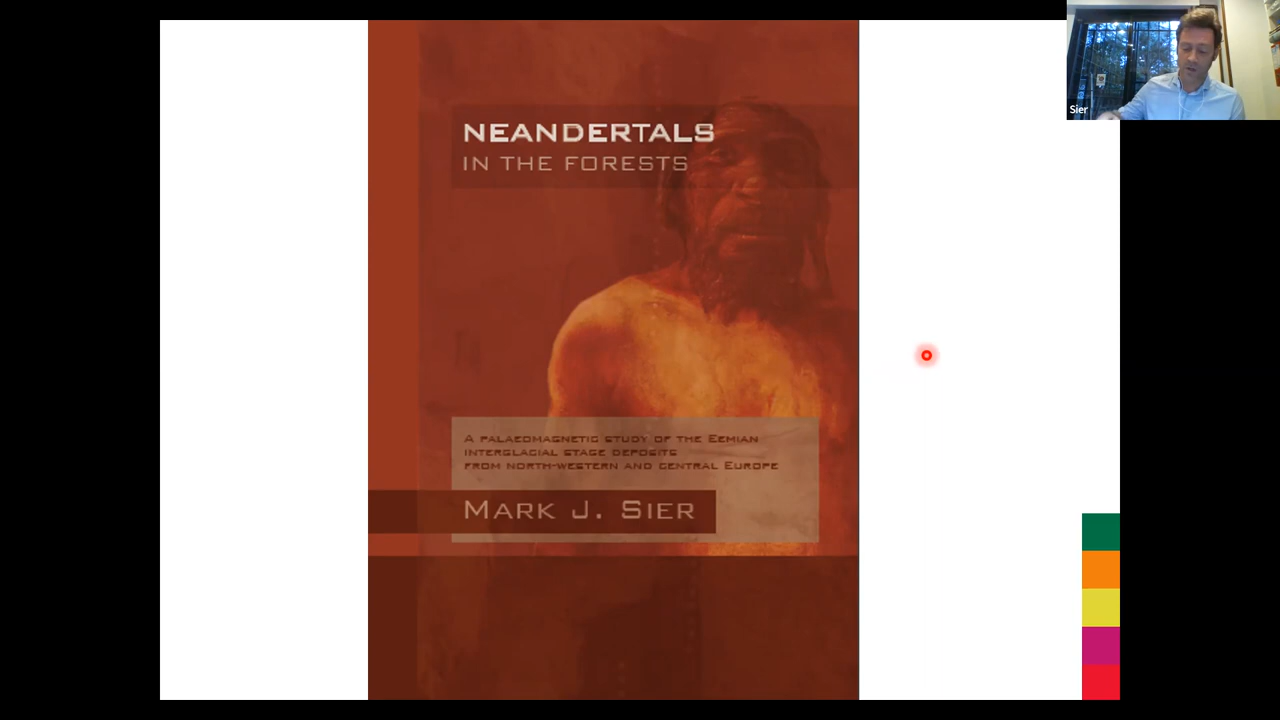 Sier
NEANDERTALS
IN THE FORESTS
A PALAEOMAGNETIC STUDY OF THE EEMIAN
INTERGLACIAL STAGE DEPOSITS
FROM NORTH-WESTERN AND CENTRAL EUROPE
MARK J. SIER